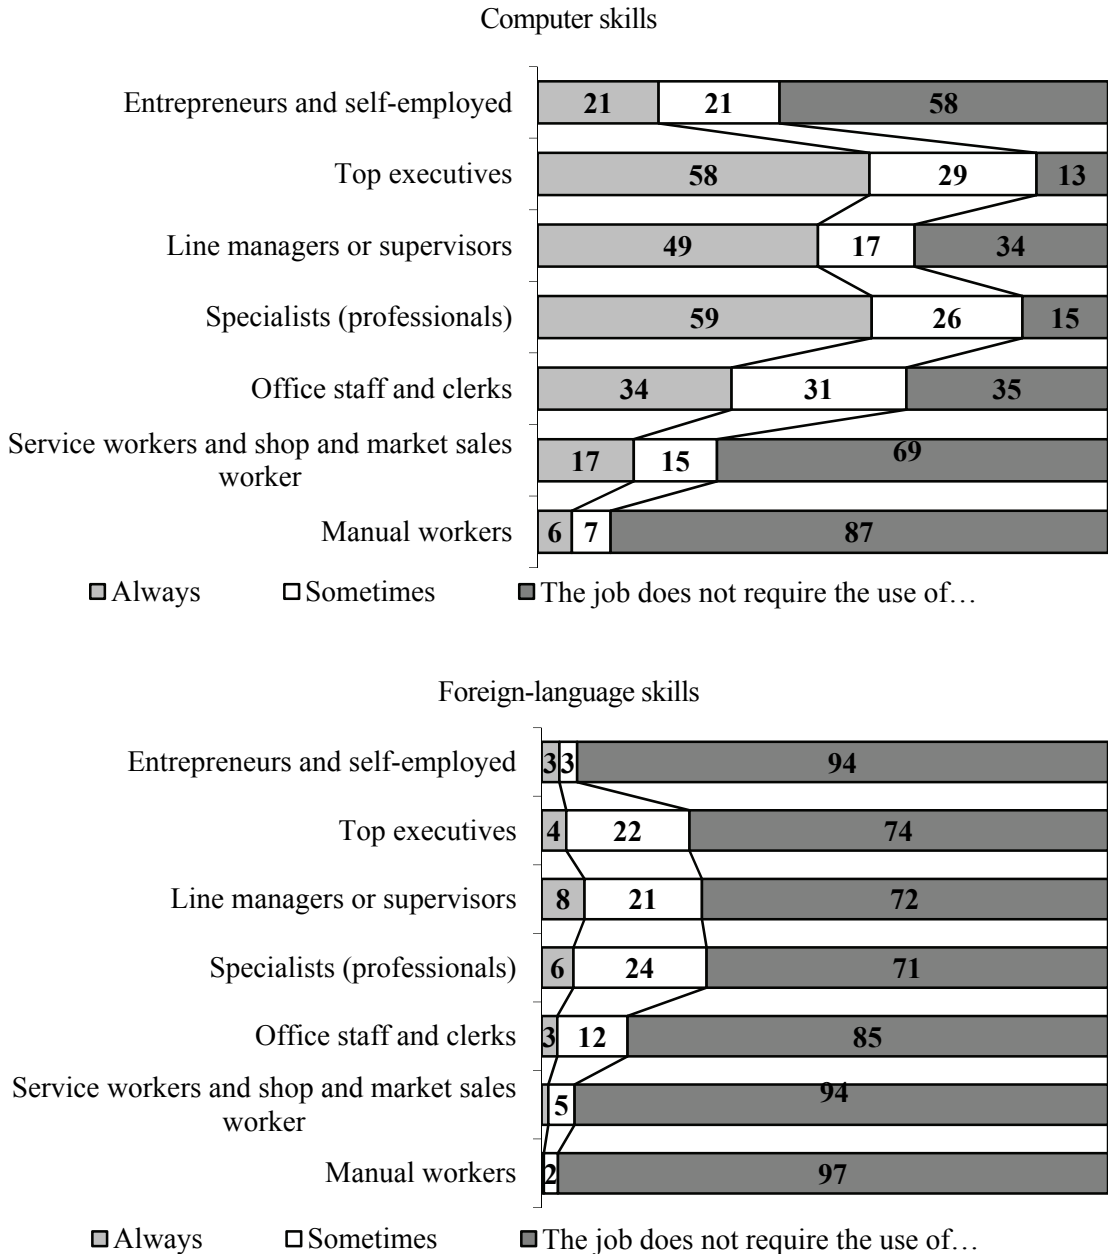 Computer skills
Entrepreneurs and self-employed 21 21 58
Top executives 58 29 13
Line managers or supervisors 49 17 34
Specialists (professionals) 59 26 15
Office staff and clerks 34 31 35
Service workers and shop and market sales
worker 17 15 69
Manual workers 6 7 87
Always Sometimes The job does not require the use of…
Foreign-language skills
Entrepreneurs and self-employed 3 3 94
Top executives 4 22 74
Line managers or supervisors 8 21 72
Specialists (professionals) 6 24 71
Office staff and clerks 3 12 85
Service workers and shop and market sales
worker 5 94
Manual workers 2 97
Always Sometimes The job does not require the use of…